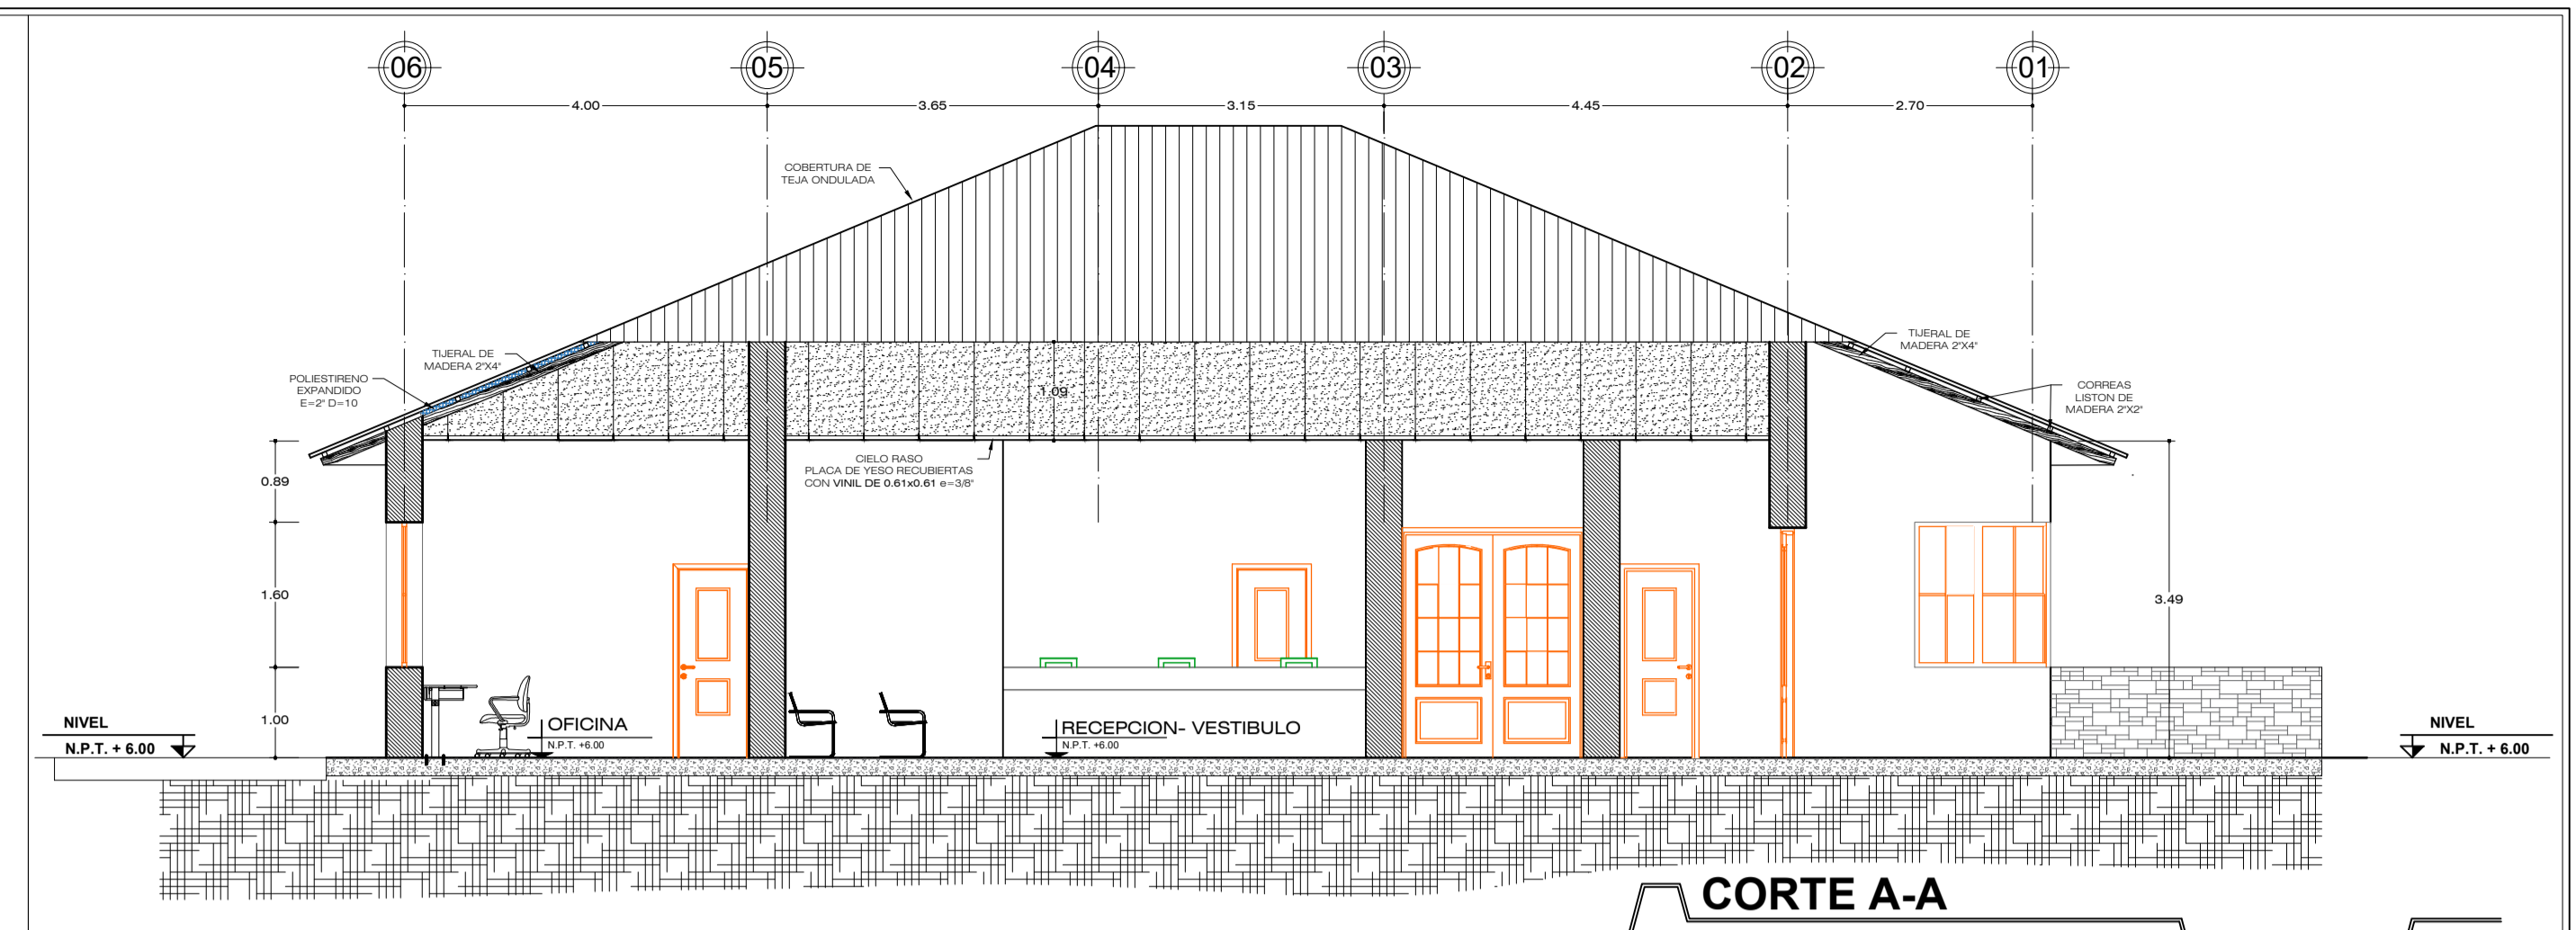 06 05 04 03 02 01
4.00 3.65 3.15 4.45 2.70
COBERTURA DE
TEJA ONDULADA
TIJERAL DE
MADERA 2"X4"
POLIESTIRENO
EXPANDIDO
E=2" D=10
TIJERAL DE
MADERA 2"X4"
CORREAS
LISTON DE
MADERA 2"X2"
1.09
CIELO RASO
PLACA DE YESO RECUBIERTAS
CON VINIL DE 0.61x0.61 e=3/8"
0.89
1.60
1.00
3.49
NIVEL
N.P.T. + 6.00
OFICINA
N.P.T. +6.00
RECEPCION- VESTIBULO
N.P.T. +6.00
NIVEL
N.P.T. + 6.00
CORTE A-A